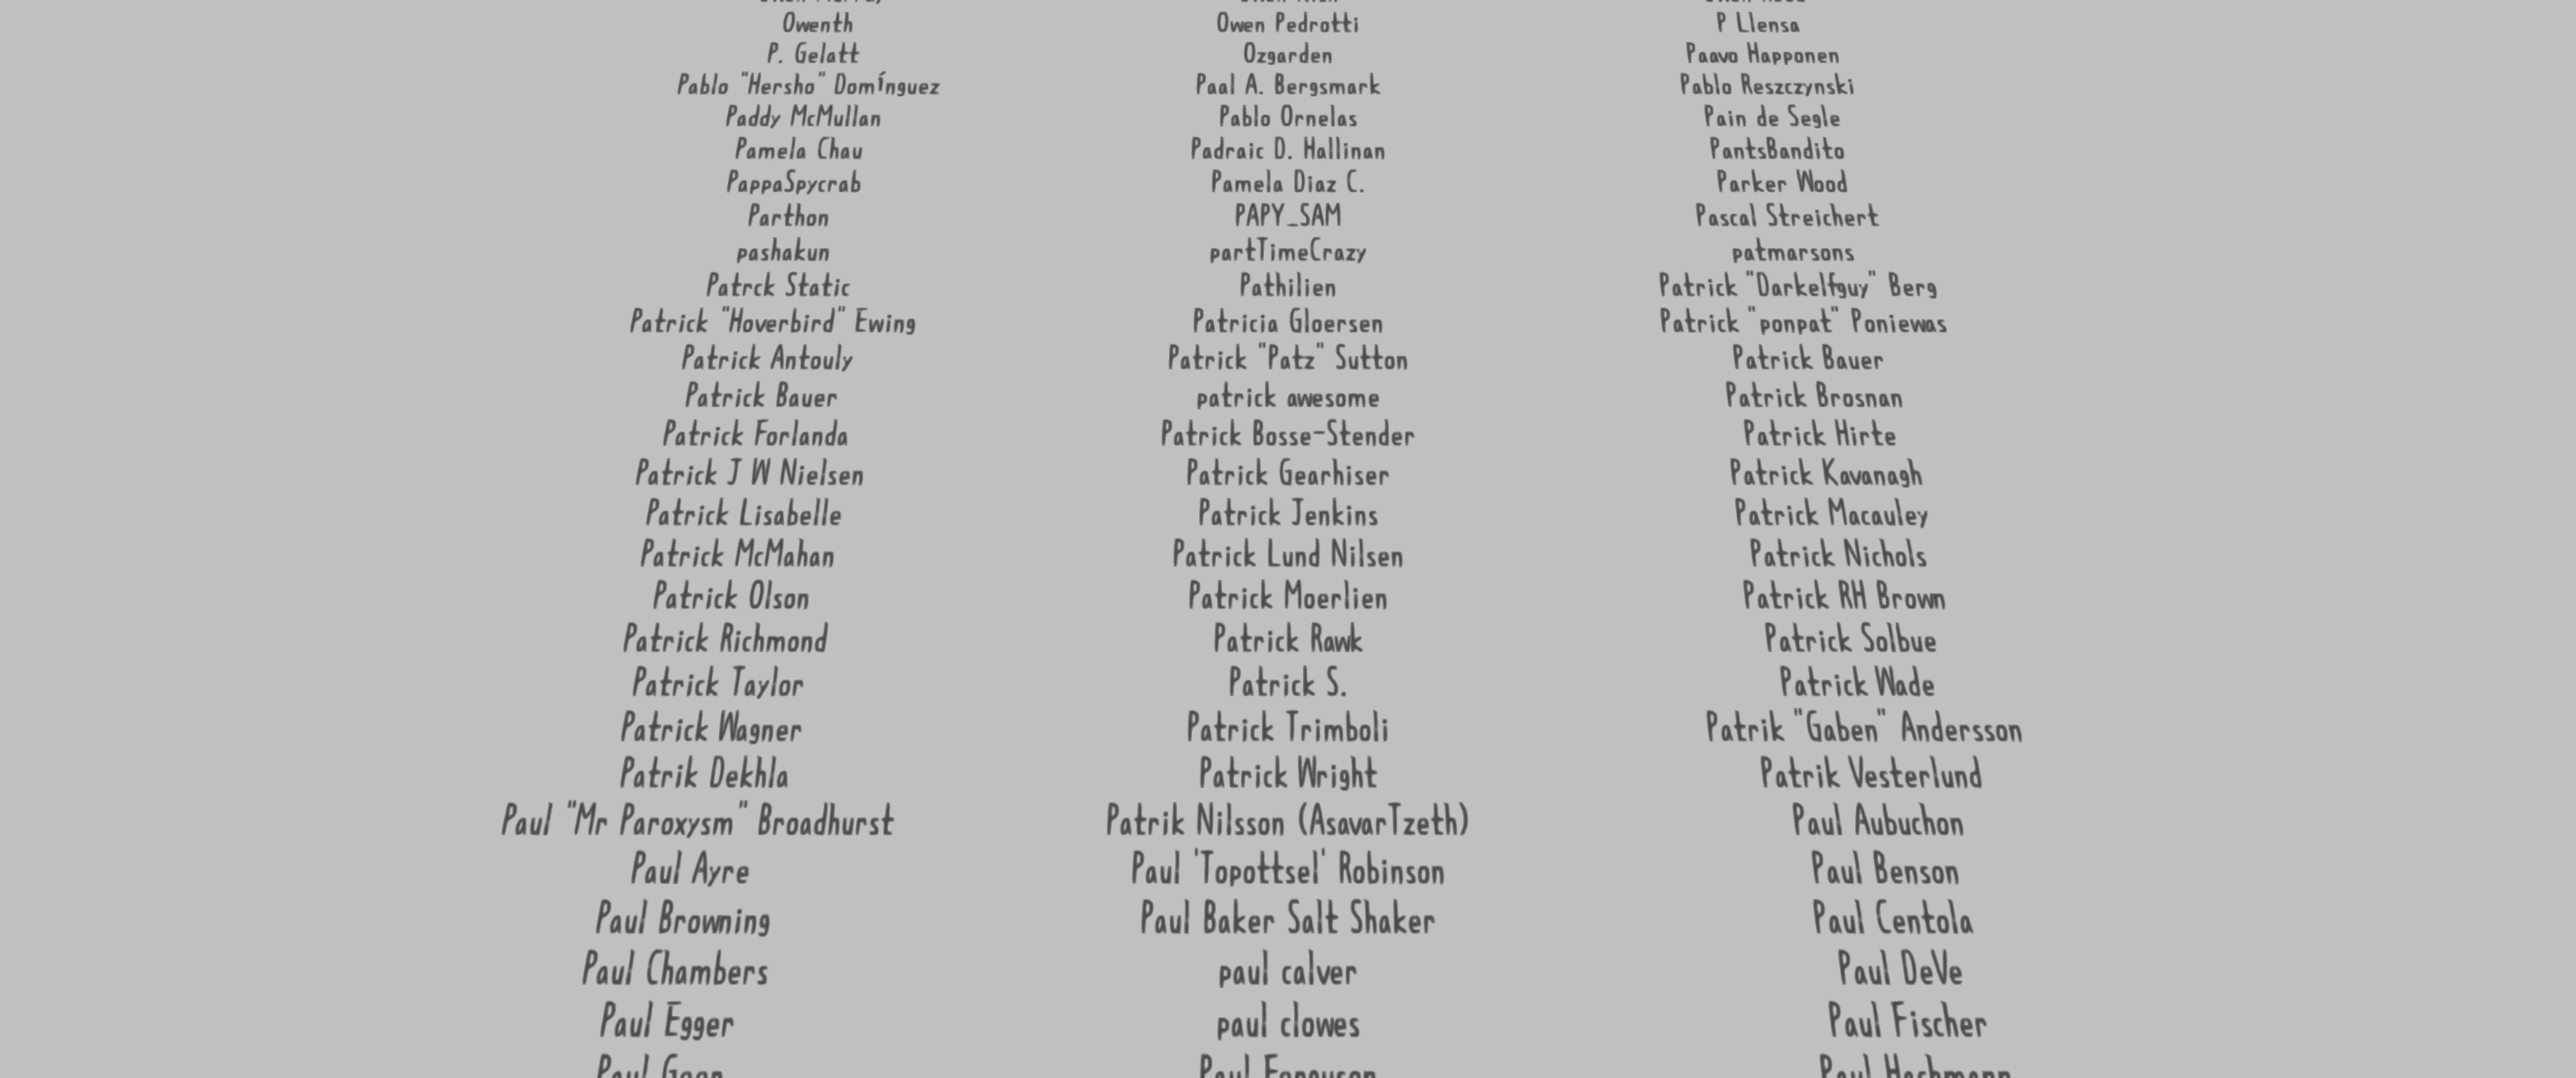 Owenth Owen Pedrotti P Llensa
P. Gelatt Ozgarden Paavo Happonen
Pablo "Hersho" Domínguez Paal A. Bergsmark Pablo Reszczynski
Paddy McMullan Pablo Ornelas Pain de Segle
Pamela Chau Padraic D. Hallinan PantsBandito
PappaSpycrab Pamela Diaz C. Parker Wood
Parthon PAPY_SAM Pascal Streichert
pashakun partTimeCrazy patmarsons
Patrck Static Pathilien Patrick "Darkelfguy" Berg
Patrick "Hoverbird" Ewing Patricia Gloersen Patrick "ponpat" Poniewas
Patrick Antouly Patrick "Patz" Sutton Patrick Bauer
Patrick Bauer patrick awesome Patrick Brosnan
Patrick Forlanda Patrick Bosse-Stender Patrick Hirte
Patrick J W Nielsen Patrick Gearhiser Patrick Kavanagh
Patrick Lisabelle Patrick Jenkins Patrick Macauley
Patrick McMahan Patrick Lund Nilsen Patrick Nichols
Patrick Olson Patrick Moerlien Patrick RH Brown
Patrick Richmond Patrick Rawk Patrick Solbue
Patrick Taylor Patrick S. Patrick Wade
Patrick Wagner Patrick Trimboli Patrik "Gaben" Andersson
Patrik Dekhla Patrick Wright Patrik Vesterlund
Paul "Mr Paroxysm" Broadhurst Patrik Nilsson (AsavarTzeth) Paul Aubuchon
Paul Ayre Paul 'Topottsel' Robinson Paul Benson
Paul Browning Paul Baker Salt Shaker Paul Centola
Paul Chambers paul calver Paul DeVe
Paul Egger paul clowes Paul Fischer
Paul Paul Ferguson Paul